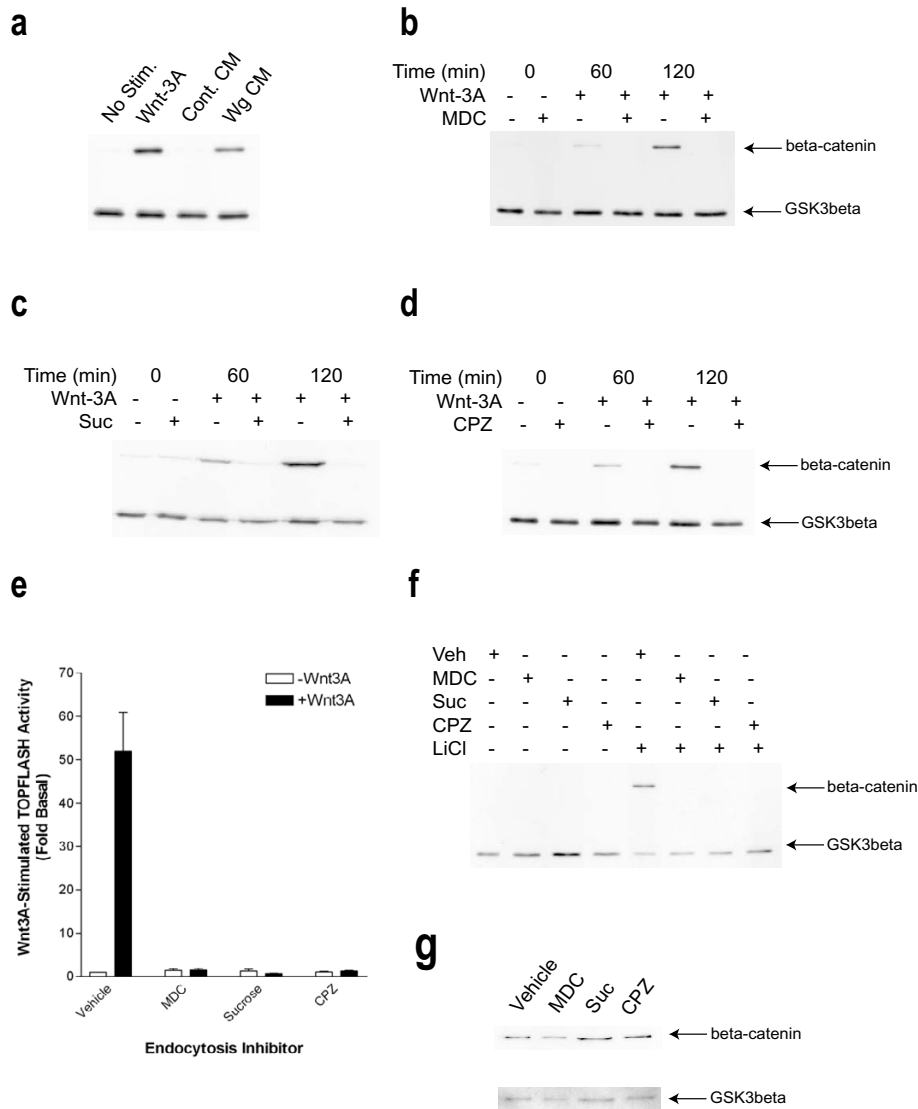 a
No Stim.
Wnt-3A
Cont. CM
Wg CM
b
Time (min) 0 60 120
Wnt-3A - - + + + +
MDC - + - + - +
beta-catenin
GSK3beta
c
Time (min) 0 60 120
Wnt-3A - - + + + +
Suc - + - + - +
d
Time (min) 0 60 120
Wnt-3A - - + + + +
CPZ - + - + - +
beta-catenin
GSK3beta
e
Wnt3A-Stimulated TOPFLASH Activity
(Fold Basal)
70
60
50
40
30
20
10
0
-Wnt3A
+Wnt3A
Vehicle
MDC
Sucrose
CPZ
Endocytosis Inhibitor
f
Veh + - - - + - - -
MDC - + - - - + - -
Suc - - + - - - + -
CPZ - - - + - - - +
LiCl - - - - + + + +
beta-catenin
GSK3beta
g
Vehicle
MDC
Suc
CPZ
beta-catenin
GSK3beta